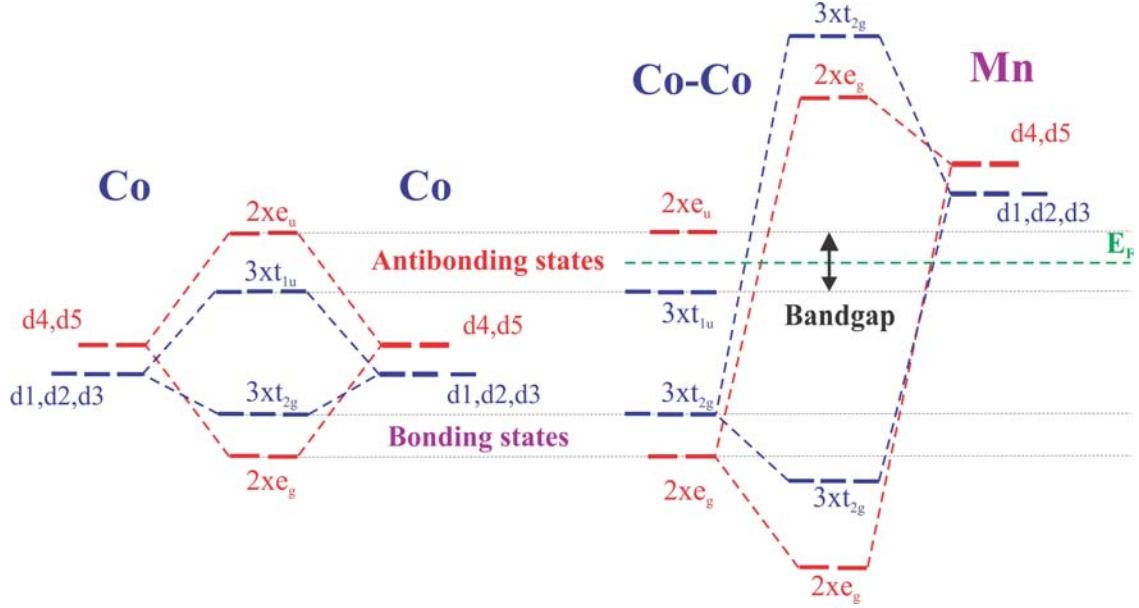 3xt2g
2xeg
Mn
Co-Co
d4,d5
Co
Co
d1,d2,d3
2xeu
2xeu
EF
Antibonding states
3xt1u
3xt1u
Bandgap
d4,d5
d4,d5
d1,d2,d3
d1,d2,d3
3xt2g
3xt2g
Bonding states
2xeg
2xeg
3xt2g
2xeg